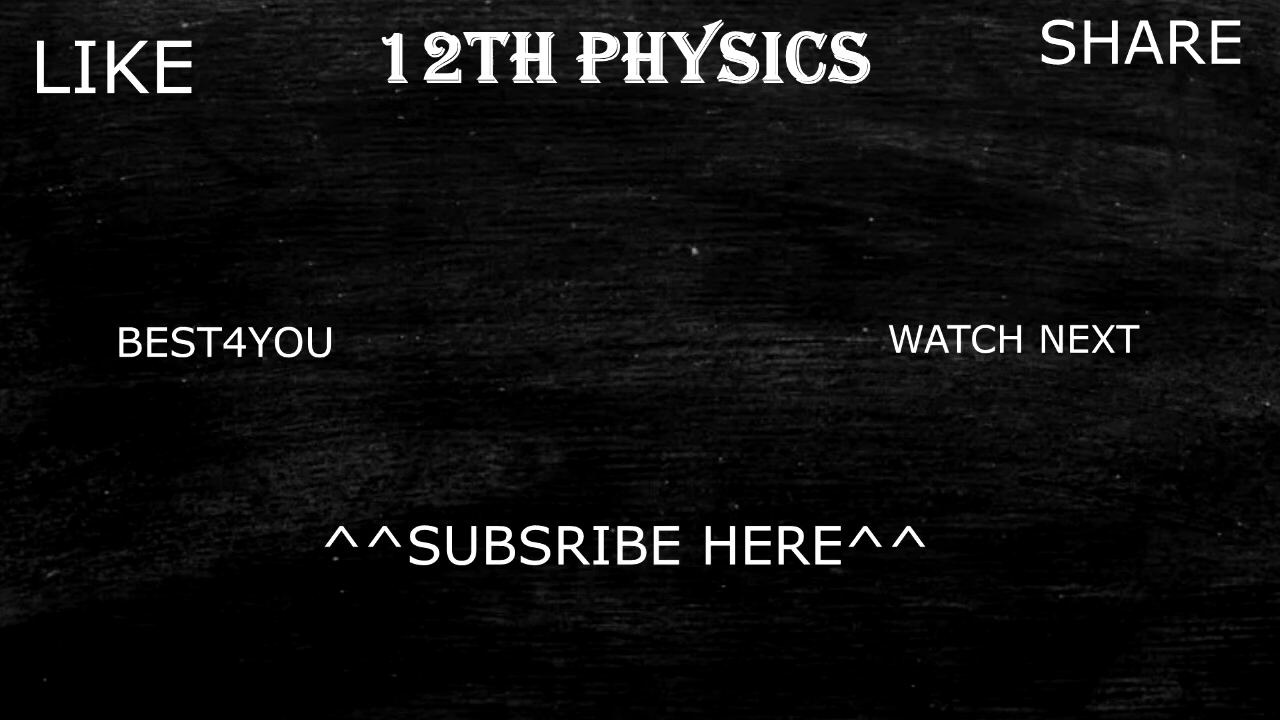 LIKE
12TH PHYSICS
SHARE
BEST4YOU
WATCH NEXT
^^SUBSRIBE HERE^^